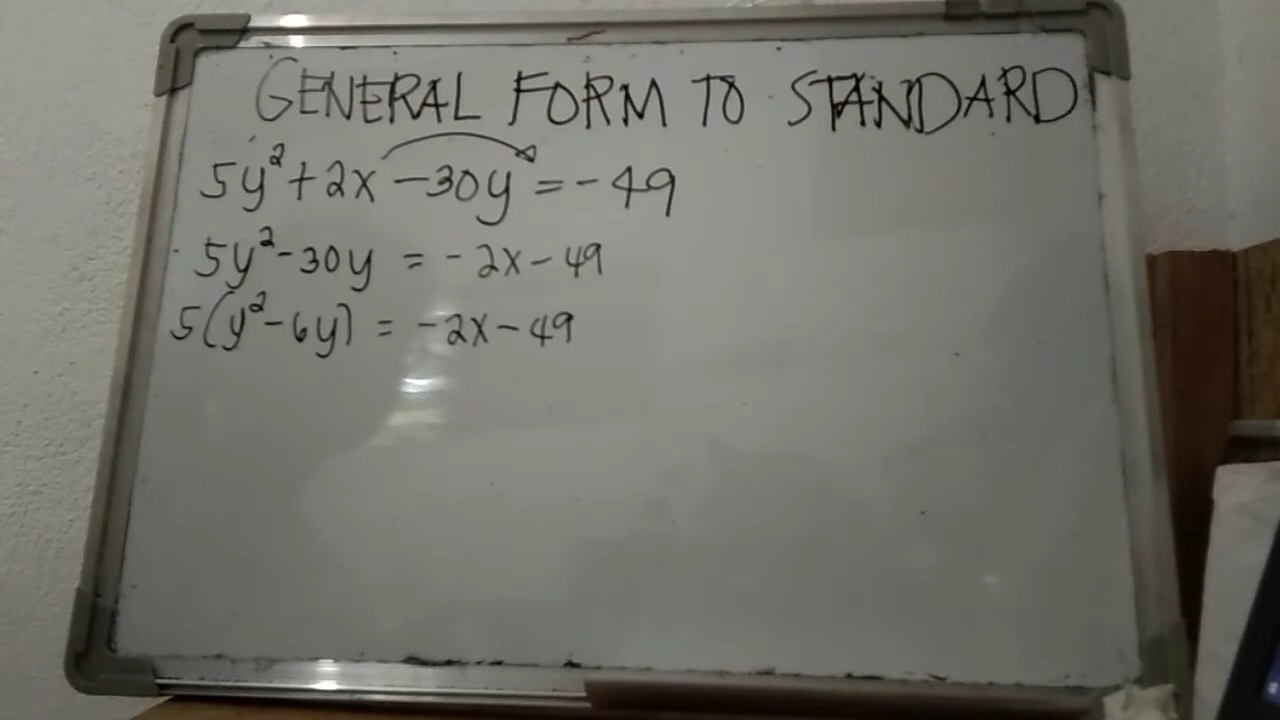 GENERAL FORM TO STANDARD
5y²+2x-30y=-49
5y²-30y = -2x-49
5(y²-6y) = -2x-49